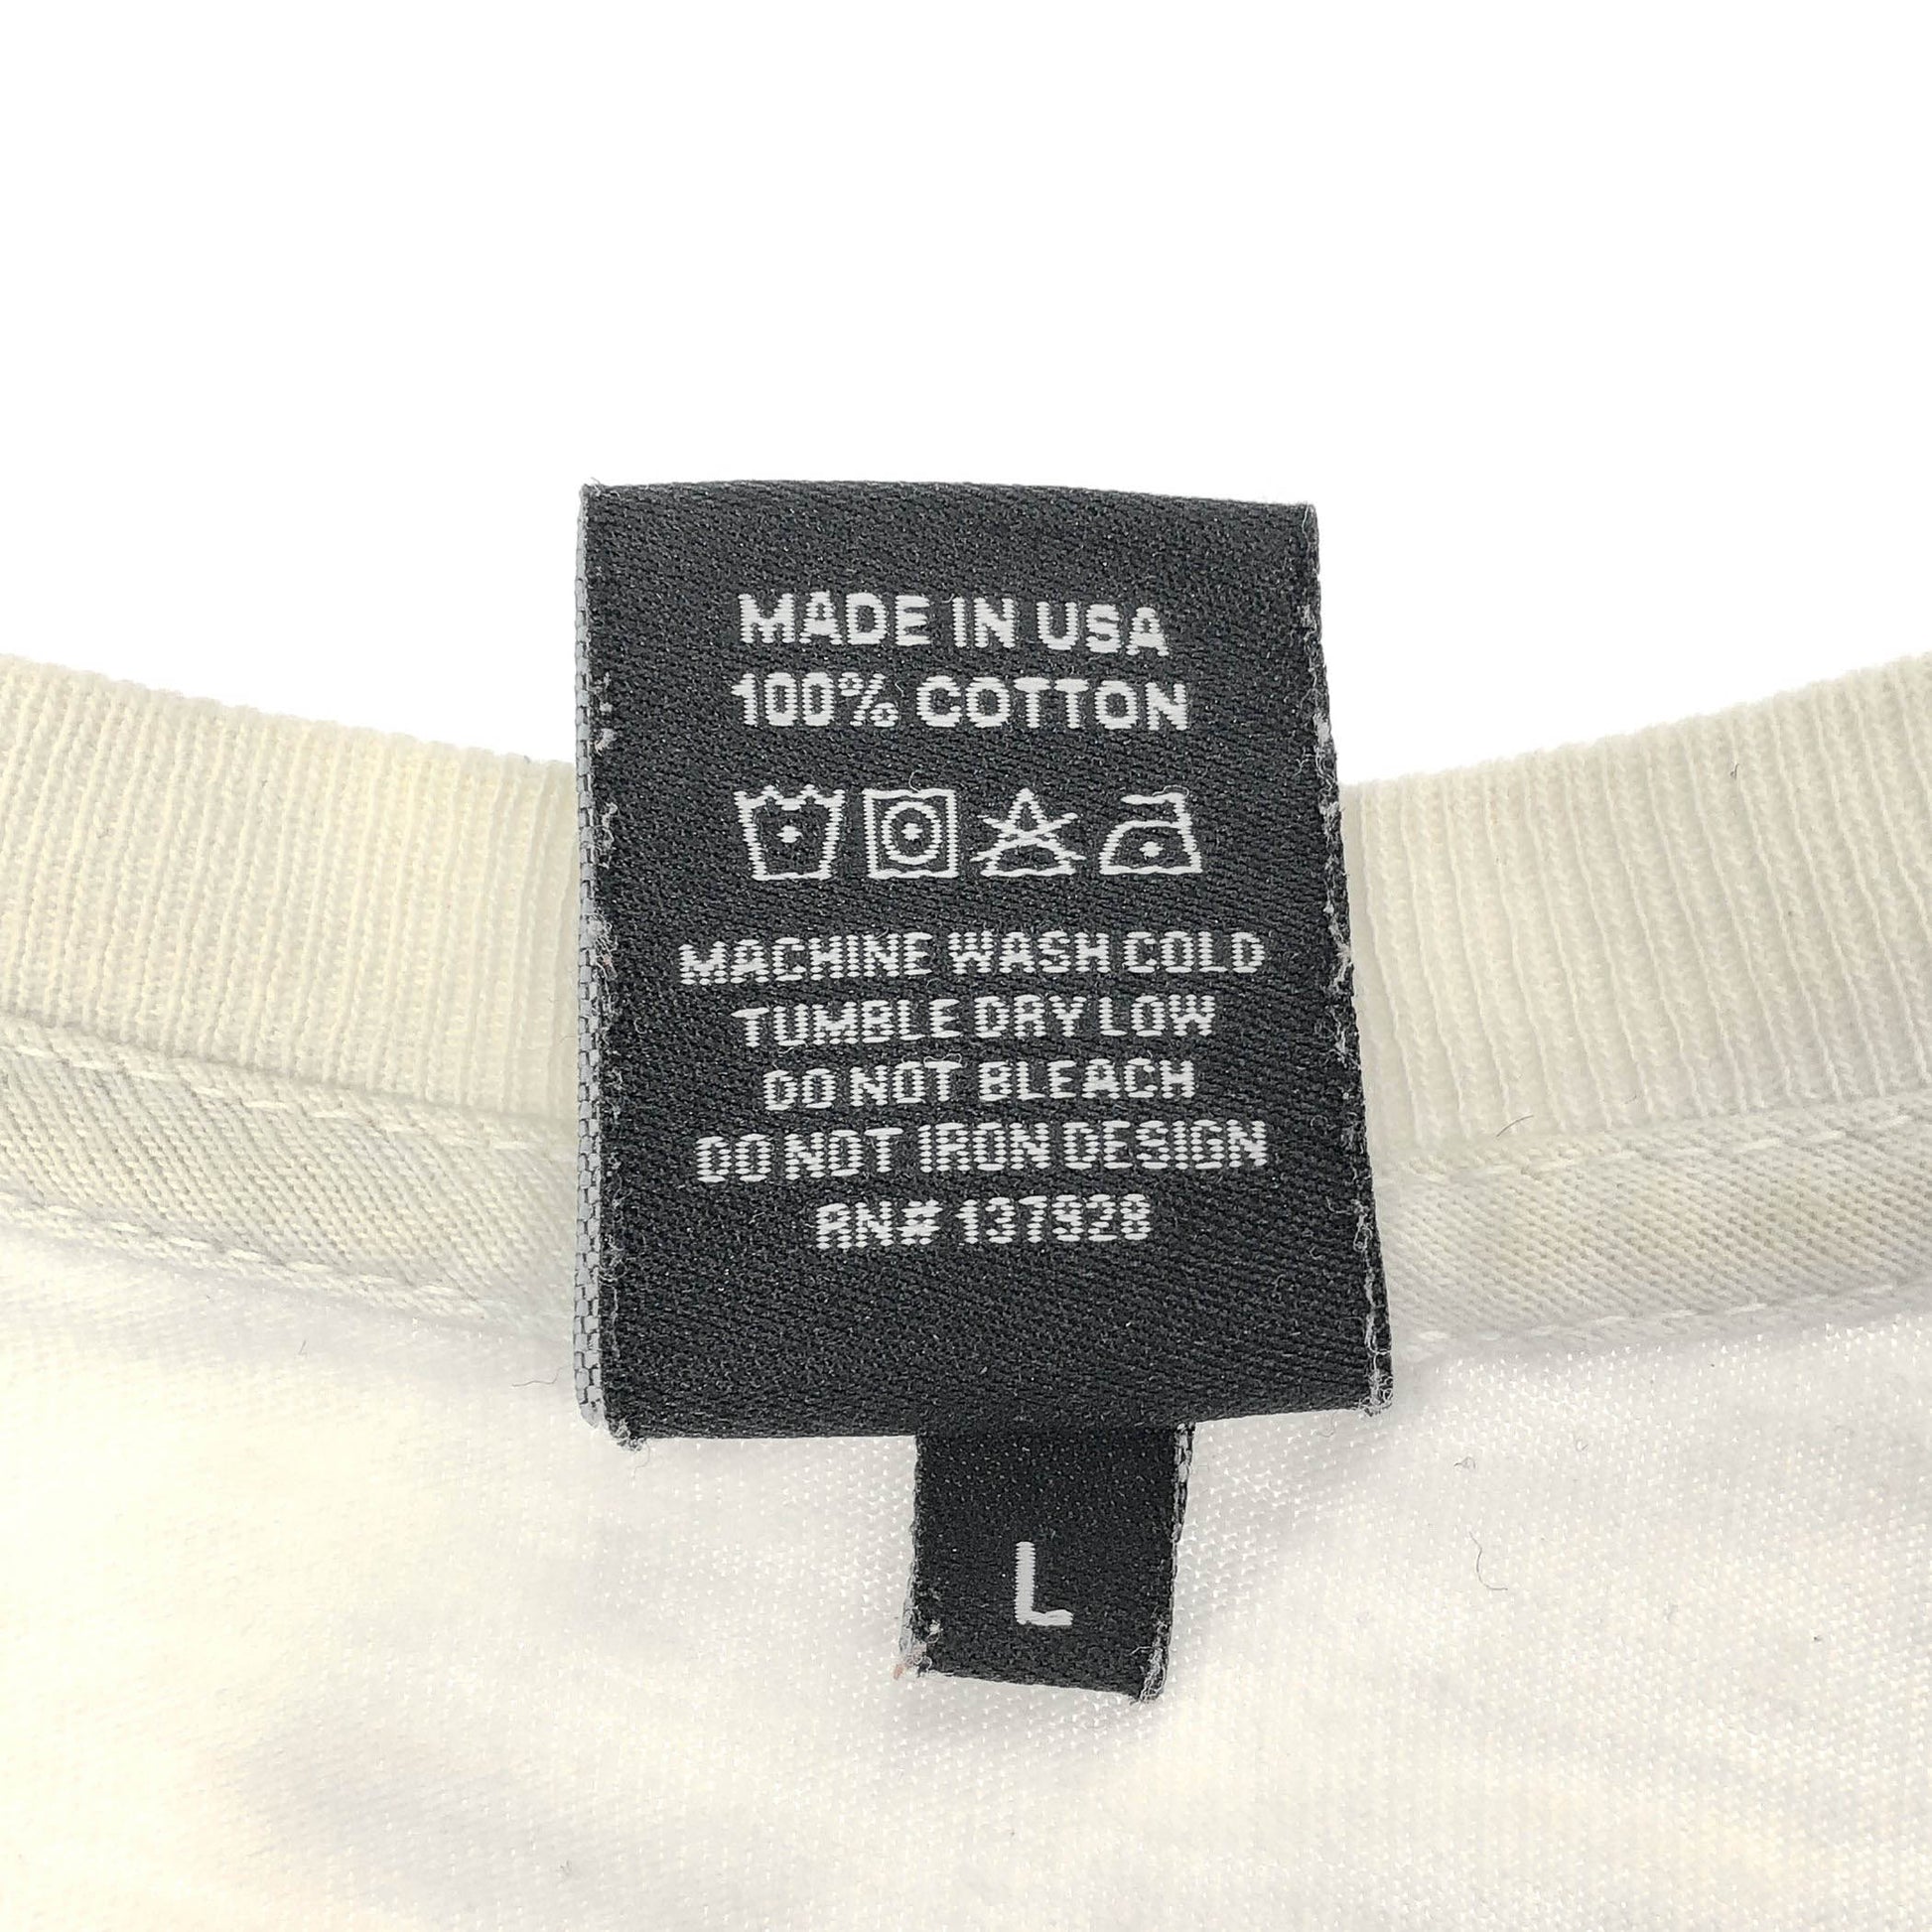 MADE IN USA
100% COTTON
MACHINE WASH COLD
TUMBLE DRY LOW
DO NOT BLEACH
DO NOT IRON DESIGN
RN# 137928
L